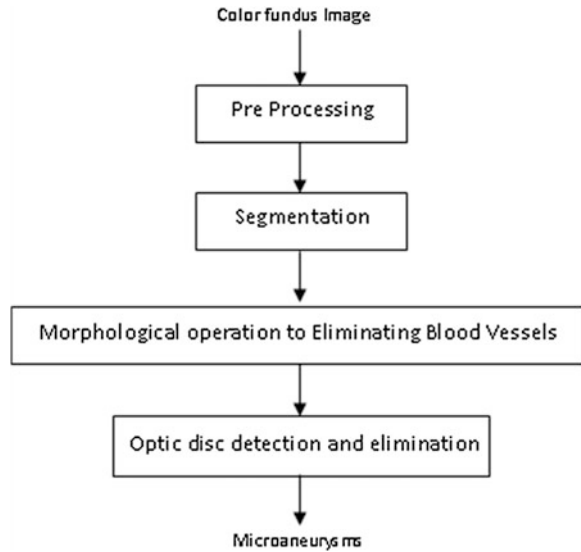 Color fundus Image
Pre Processing
Segmentation
Morphological operation to Eliminating Blood Vessels
Optic disc detection and elimination
Microaneurysms